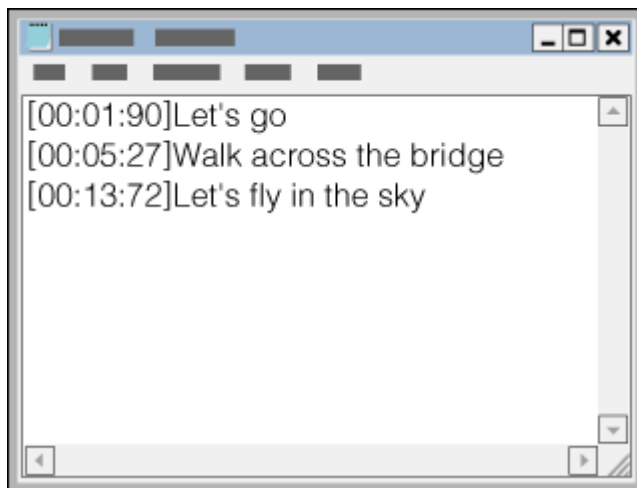 [00:01:90]Let's go
[00:05:27]Walk across the bridge
[00:13:72]Let's fly in the sky